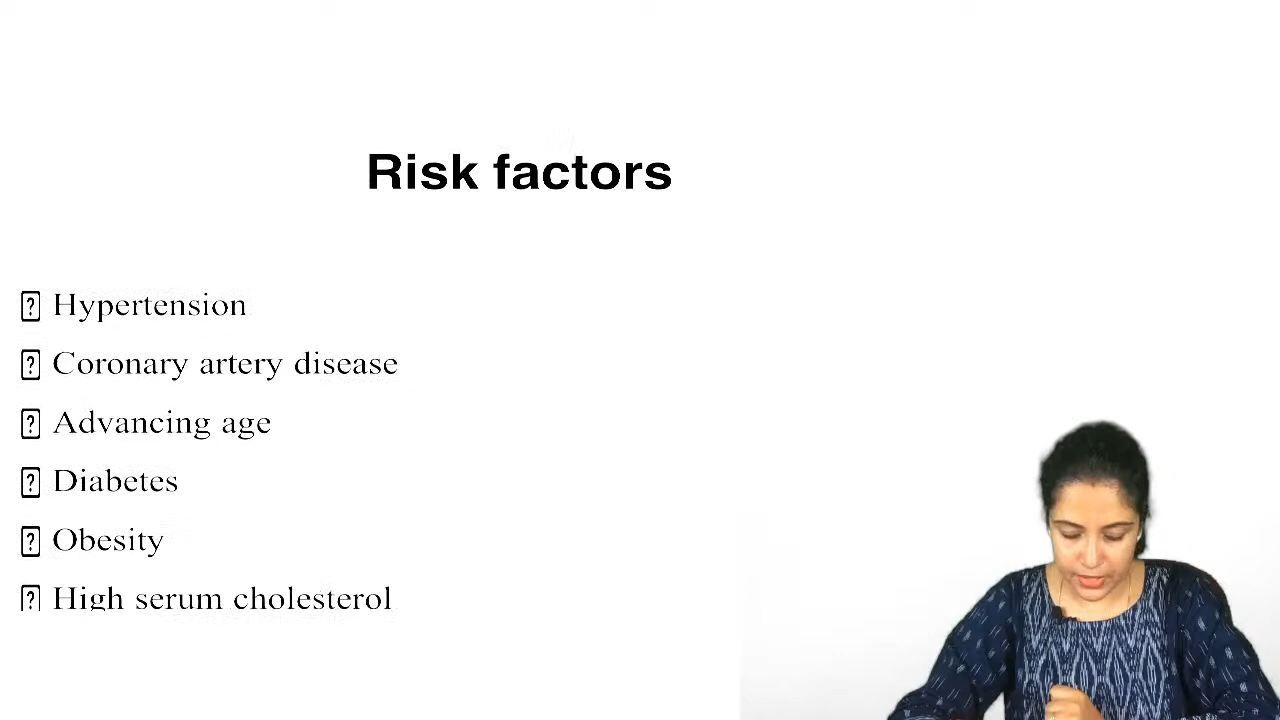 Risk factors
Hypertension
Coronary artery disease
Advancing age
Diabetes
Obesity
High serum cholesterol